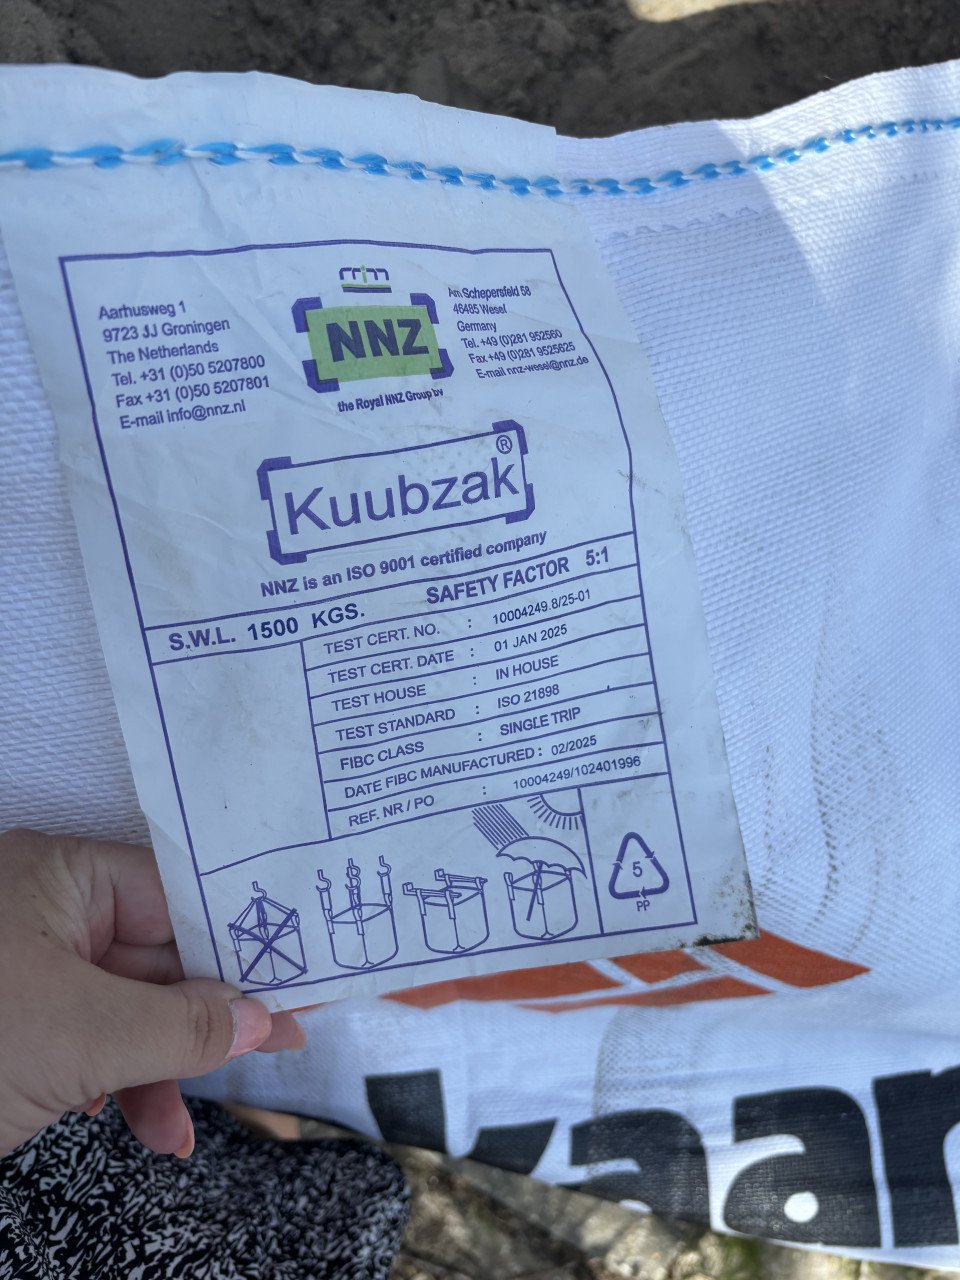 Aarhusweg 1
9723 JJ Groningen
The Netherlands
Tel. +31 (0)50 5207800
Fax +31 (0)50 5207801
E-mail info@nnz.nl
NNZ
the Royal NNZ Group bv
Am Schepersfeld 58
46485 Wesel
Germany
Tel. +49 (0)281 952560
Fax +49 (0)281 9525625
E-mail nnz-wesel@nnz.de
Kuubzak®
NNZ is an ISO 9001 certified company
S.W.L. 1500 KGS. SAFETY FACTOR 5:1
TEST CERT. NO. : 10004249.8/25-01
TEST CERT. DATE : 01 JAN 2025
TEST HOUSE : IN HOUSE
TEST STANDARD : ISO 21898
FIBC CLASS : SINGLE TRIP
DATE FIBC MANUFACTURED : 02/2025
REF. NR / PO : 10004249/102401996
5
PP
kaar